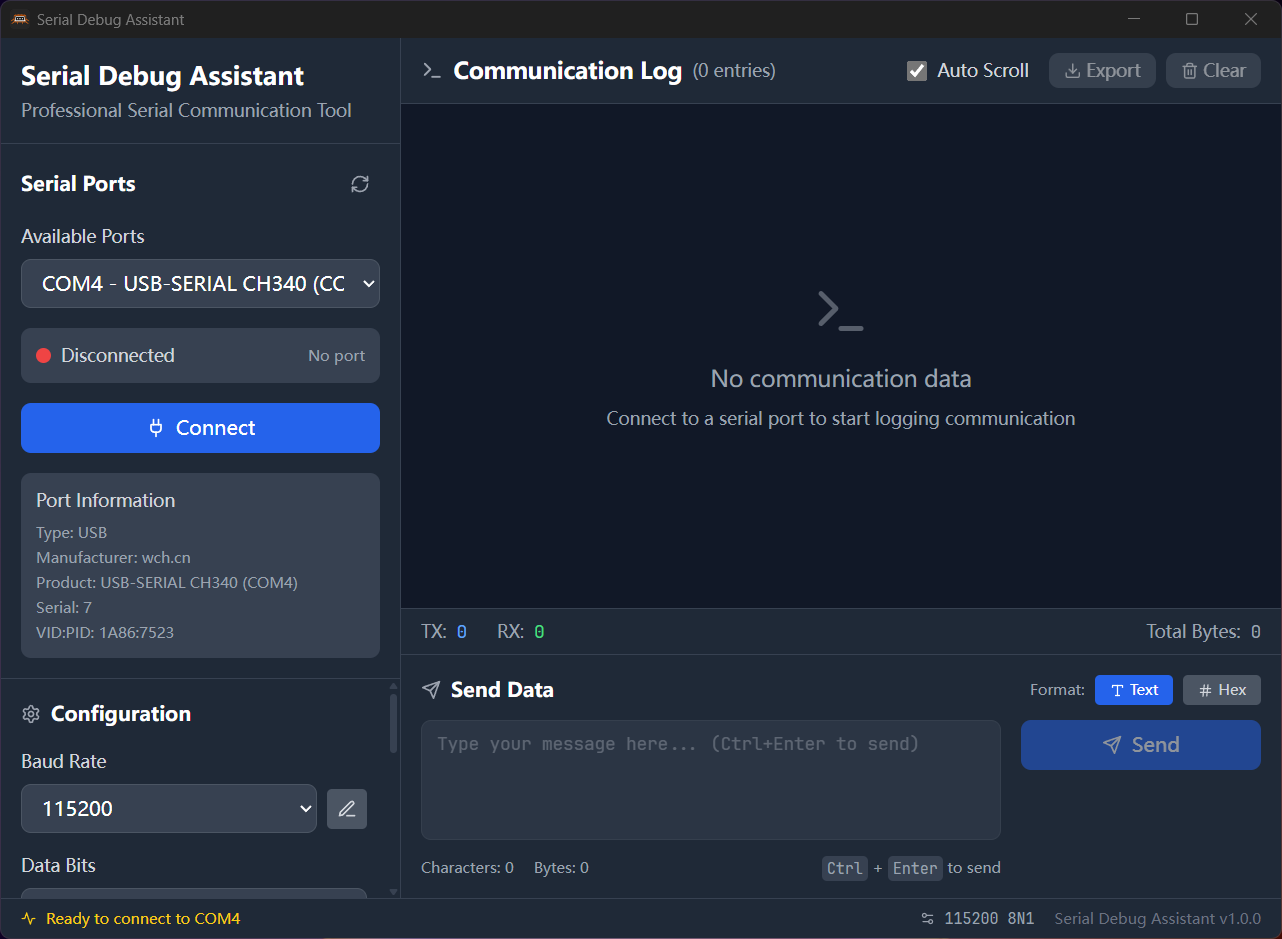 Serial Debug Assistant
Serial Debug Assistant
Professional Serial Communication Tool
Serial Ports
Available Ports
COM4 - USB-SERIAL CH340 (CC
Disconnected
No port
Connect
Port Information
Type: USB
Manufacturer: wch.cn
Product: USB-SERIAL CH340 (COM4)
Serial: 7
VID:PID: 1A86:7523
Configuration
Baud Rate
115200
Data Bits
Communication Log (0 entries)
Auto Scroll
Export
Clear
No communication data
Connect to a serial port to start logging communication
TX: 0 RX: 0
Total Bytes: 0
Send Data
Format: Text # Hex
Type your message here... (Ctrl+Enter to send)
Send
Characters: 0 Bytes: 0
Ctrl + Enter to send
Ready to connect to COM4
115200 8N1
Serial Debug Assistant v1.0.0